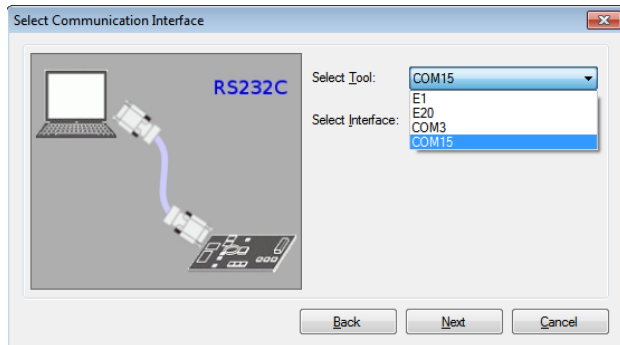 Select Communication Interface
RS232C
Select Tool:
COM15
E1
E20
COM3
COM15
Select Interface:
Back
Next
Cancel